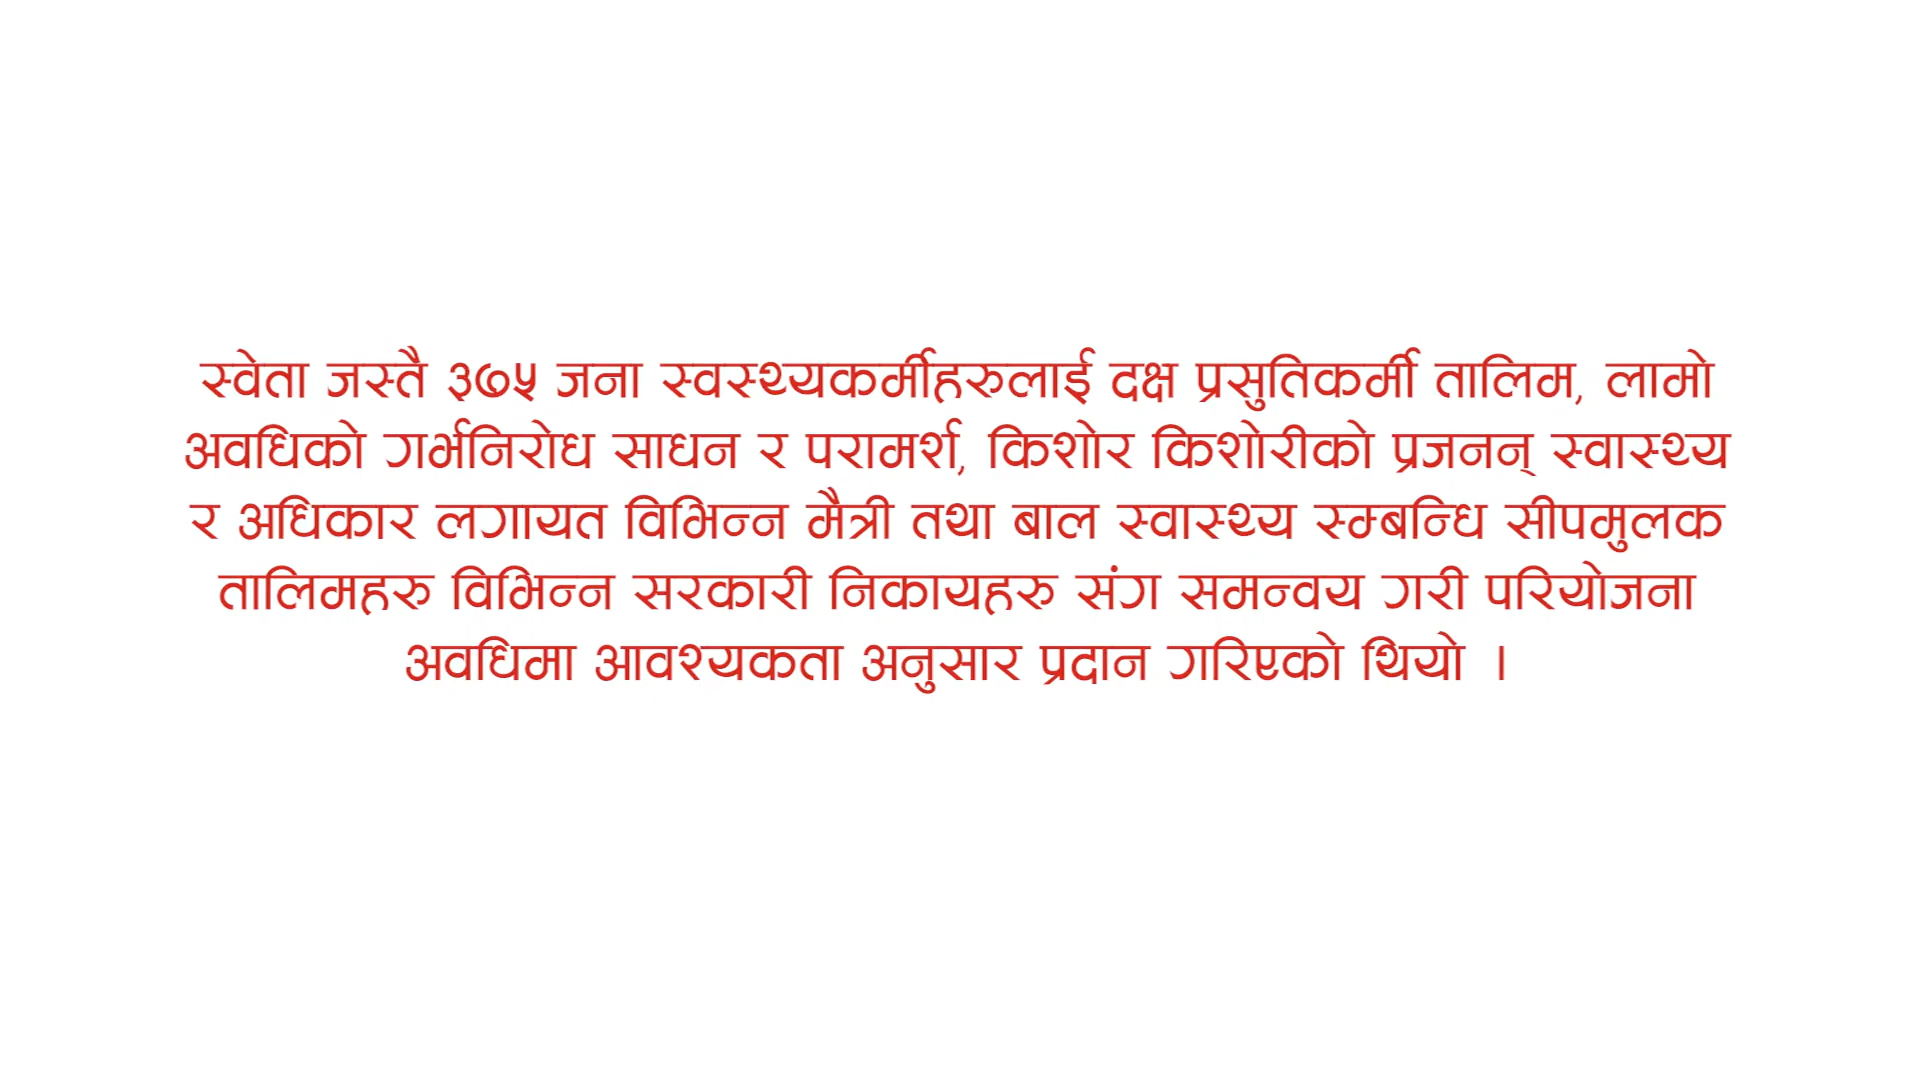 स्वेता जस्तै ३७५ जना स्वस्थ्यकर्मीहरुलाई दक्ष प्रसुतिकर्मी तालिम, लामो
अवधिको गर्भनिरोध साधन र परामर्श, किशोर किशोरीको प्रजनन् स्वास्थ्य
र अधिकार लगायत विभिन्न मैत्री तथा बाल स्वास्थ्य स्म्बन्धि सीपमुलक
तालिमहरु विभिन्न सरकारी निकायहरु संग समन्वय गरी परियोजना
अवधिमा आवश्यकता अनुसार प्रदान गरिएको थियो ।